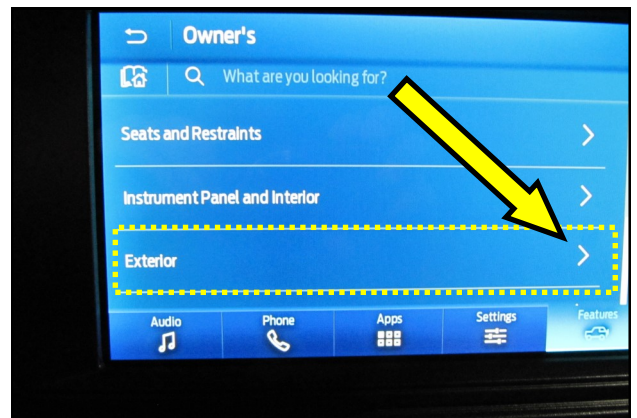 Owner's
What are you looking for?
Seats and Restraints
Instrument Panel and Interior
Exterior
Audio Phone Apps Settings Features